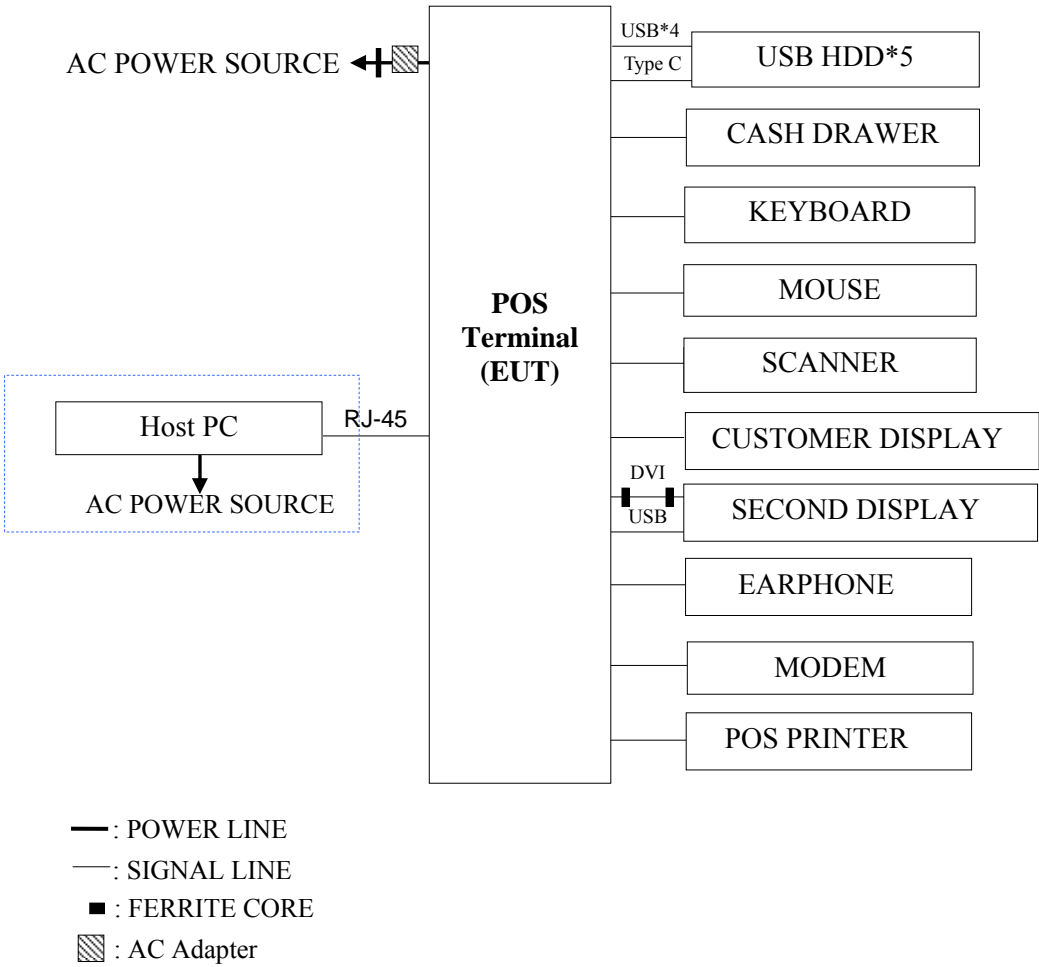 AC POWER SOURCE
USB*4
Type C
USB HDD*5
CASH DRAWER
KEYBOARD
MOUSE
POS
Terminal
(EUT)
SCANNER
Host PC
RJ-45
AC POWER SOURCE
CUSTOMER DISPLAY
DVI
USB
SECOND DISPLAY
EARPHONE
MODEM
POS PRINTER
: POWER LINE
: SIGNAL LINE
: FERRITE CORE
: AC Adapter